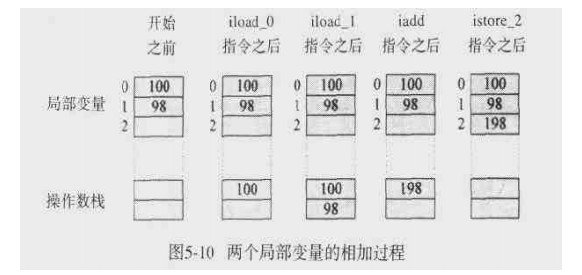 开始 iload_0 iload_1 iadd istore_2
之前 指令之后 指令之后 指令之后 指令之后
0 100 0 100 0 100 0 100 0 100
局部变量 1 98 1 98 1 98 1 98 1 98
2 2 2 2 2 198
操作数栈 100 100 198
98
图5-10 两个局部变量的相加过程